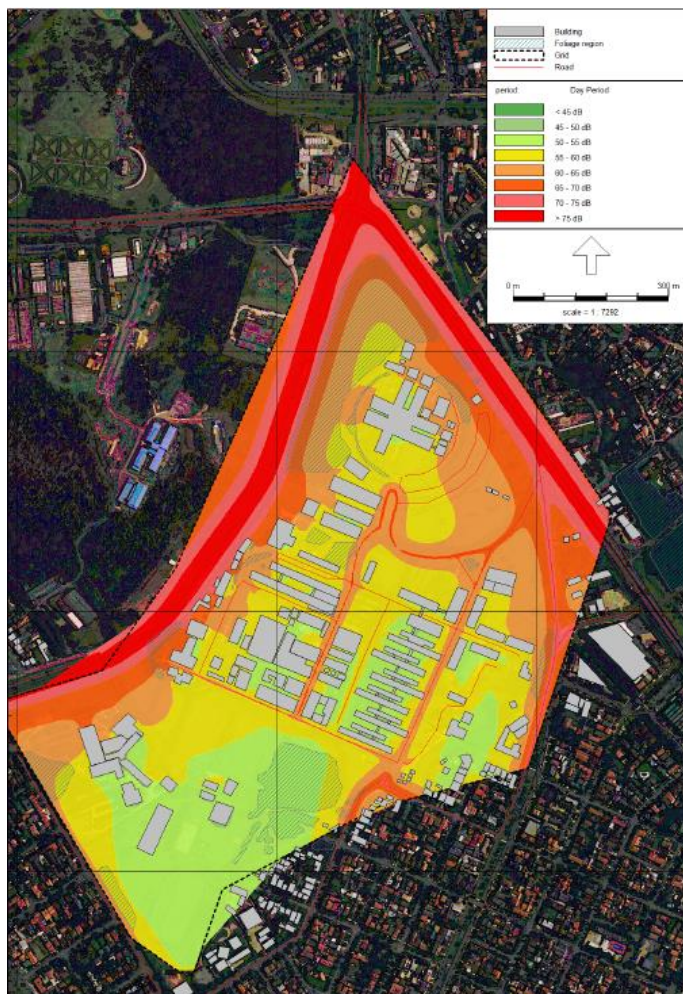 Building
Foliage region
Grid
Road
period: Day Period
< 45 dB
45 - 50 dB
50 - 55 dB
55 - 60 dB
60 - 65 dB
65 - 70 dB
70 - 75 dB
> 75 dB
0 m 300 m
scale = 1 : 7292